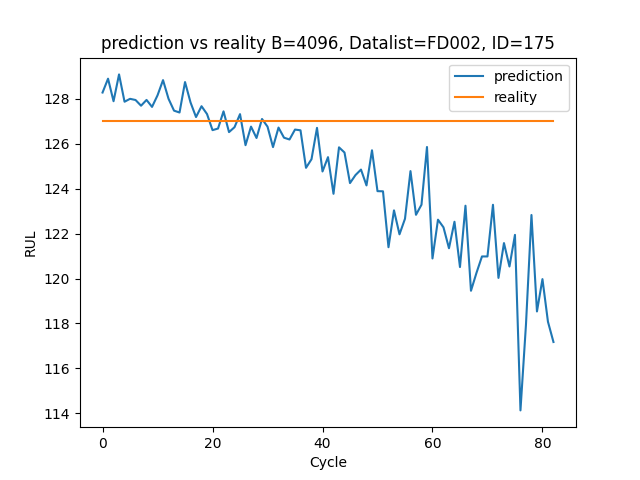 prediction vs reality B=4096, Datalist=FD002, ID=175
prediction
reality
128
126
124
122
120
118
116
114
RUL
0 20 40 60 80
Cycle